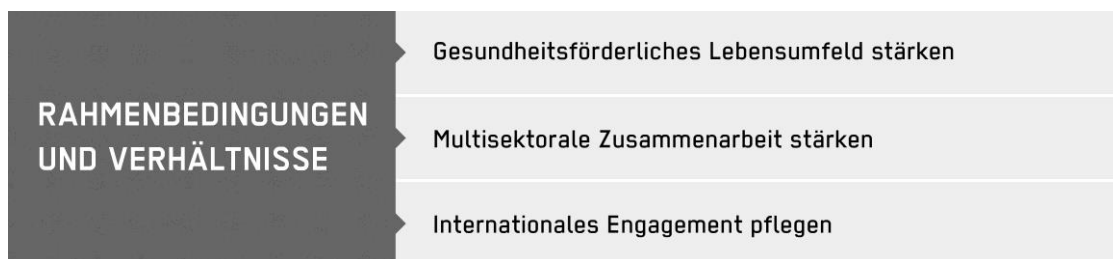 RAHMENBEDINGUNGEN
UND VERHÄLTNISSE
Gesundheitsförderliches Lebensumfeld stärken
Multisektorale Zusammenarbeit stärken
Internationales Engagement pflegen